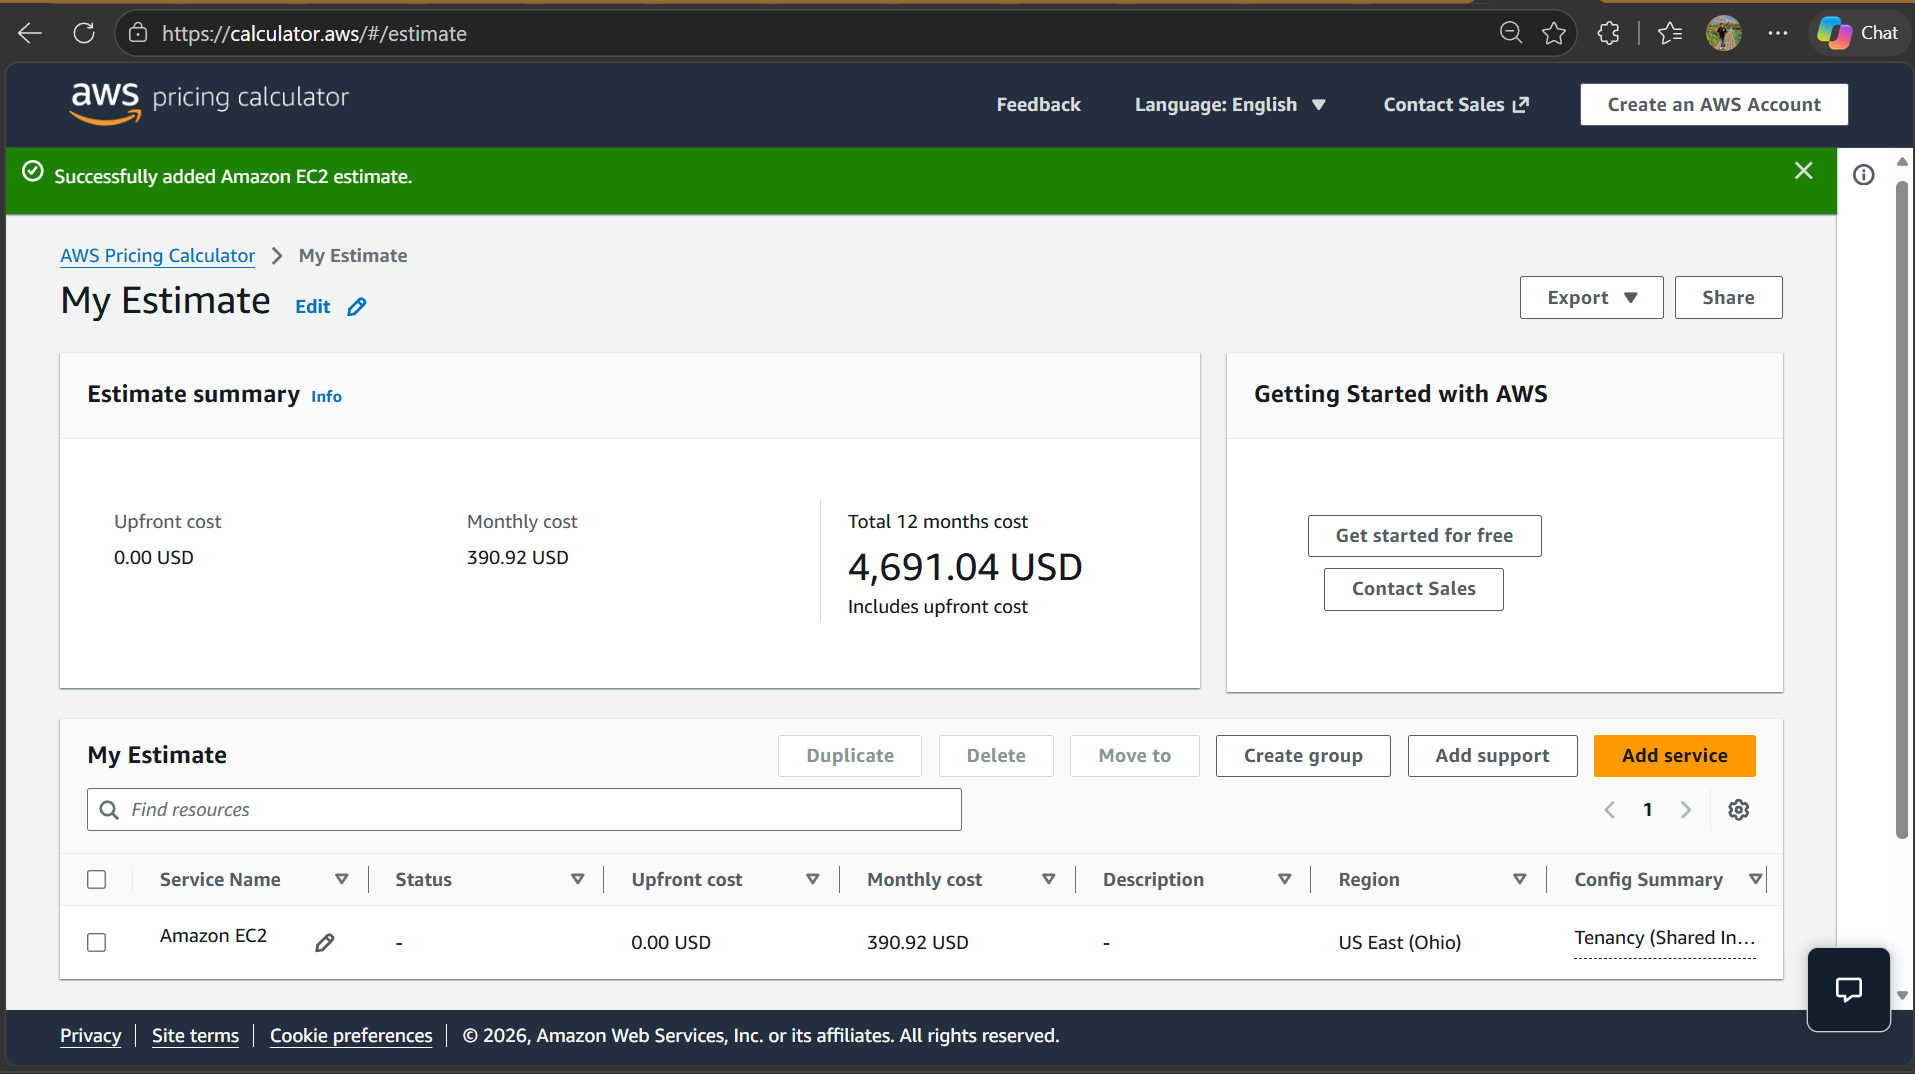 https://calculator.aws/#/estimate
Chat
aws pricing calculator
Feedback
Language: English
Contact Sales
Create an AWS Account
Successfully added Amazon EC2 estimate.
AWS Pricing Calculator
My Estimate
My Estimate
Edit
Export
Share
Estimate summary
Info
Getting Started with AWS
Upfront cost
0.00 USD
Monthly cost
390.92 USD
Total 12 months cost
4,691.04 USD
Includes upfront cost
Get started for free
Contact Sales
My Estimate
Duplicate
Delete
Move to
Create group
Add support
Add service
Find resources
1
Service Name
Status
Upfront cost
Monthly cost
Description
Region
Config Summary
Amazon EC2
-
0.00 USD
390.92 USD
-
US East (Ohio)
Tenancy (Shared In...
Privacy
Site terms
Cookie preferences
© 2026, Amazon Web Services, Inc. or its affiliates. All rights reserved.